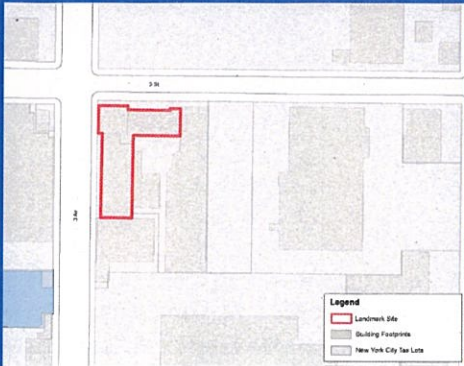 3 St
3 Av
Legend
Landmark Site
Building Footprints
New York City Tax Lots